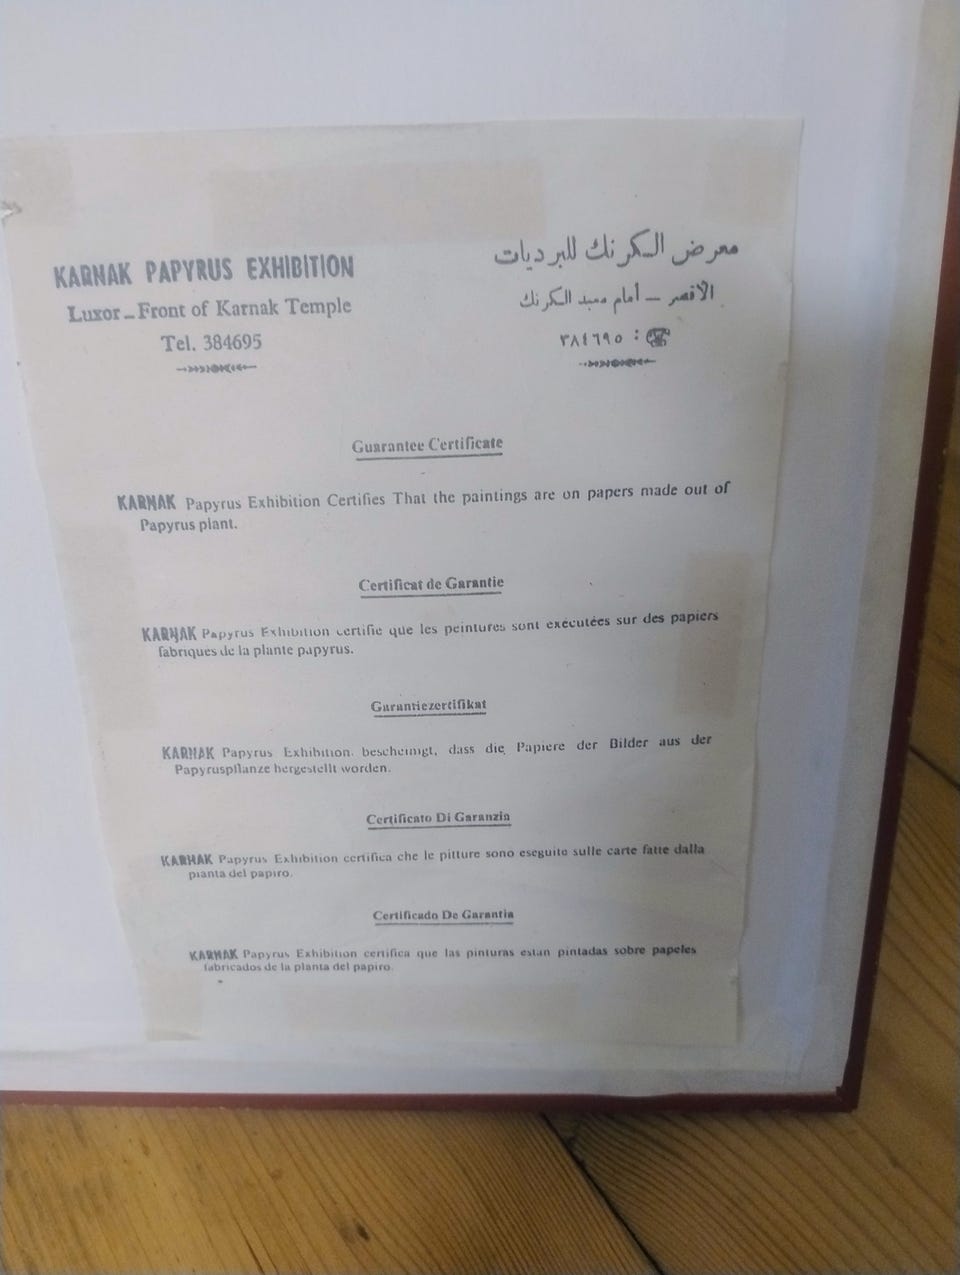 KARNAK PAPYRUS EXHIBITION
Luxor - Front of Karnak Temple
Tel. 384695
معرض الكرنك للبرديات
الأقصر - أمام معبد الكرنك
☎ : ٣٨٤٦٩٥
Guarantee Certificate
KARNAK Papyrus Exhibition Certifies That the paintings are on papers made out of
Papyrus plant.
Certificat de Garantie
KARNAK Papyrus Exhibition certifie que les peintures sont exécutées sur des papiers
fabriques de la plante papyrus.
Garantiezertifikat
KARNAK Papyrus Exhibition. bescheinigt, dass die Papiere der Bilder aus der
Papyruspflanze hergestellt worden.
Certificato Di Garanzia
KARNAK Papyrus Exhibition certifica che le pitture sono eseguite sulle carte fatte dalla
pianta del papiro.
Certificado De Garantia
KARNAK Papyrus Exhibition certifica que las pinturas estan pintadas sobre papeles
fabricados de la planta del papiro.